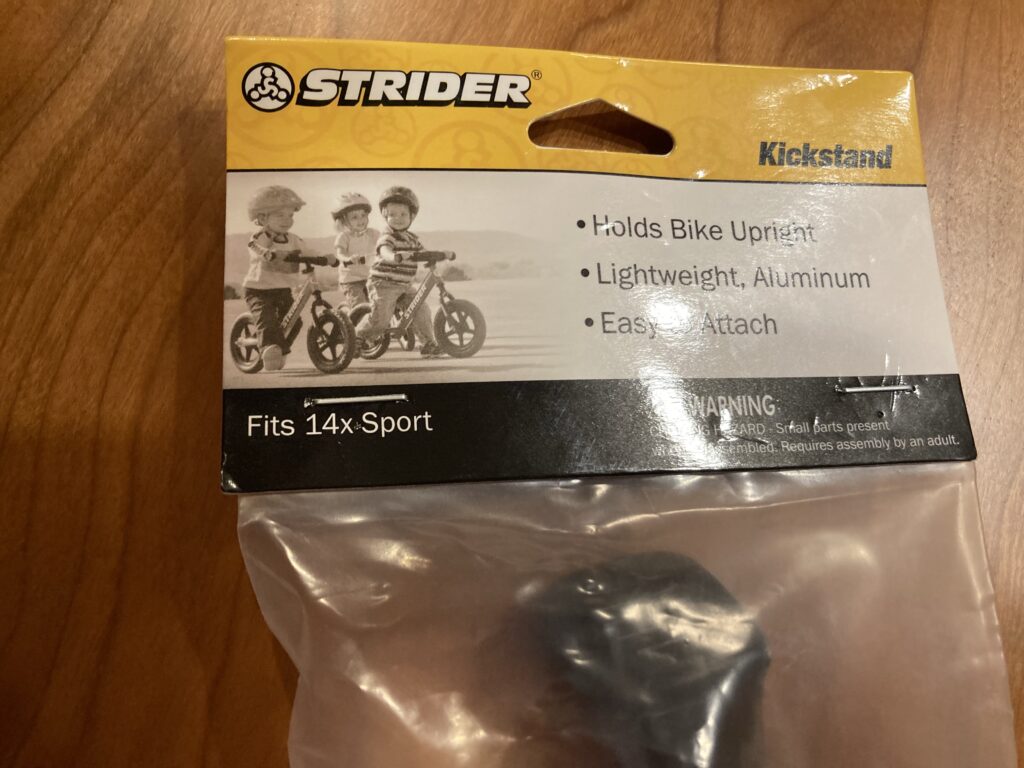 STRIDER®
Kickstand
• Holds Bike Upright
• Lightweight, Aluminum
• Easy Attach
Fits 14x Sport
WARNING
HAZARD - Small parts present
Requires assembly by an adult.